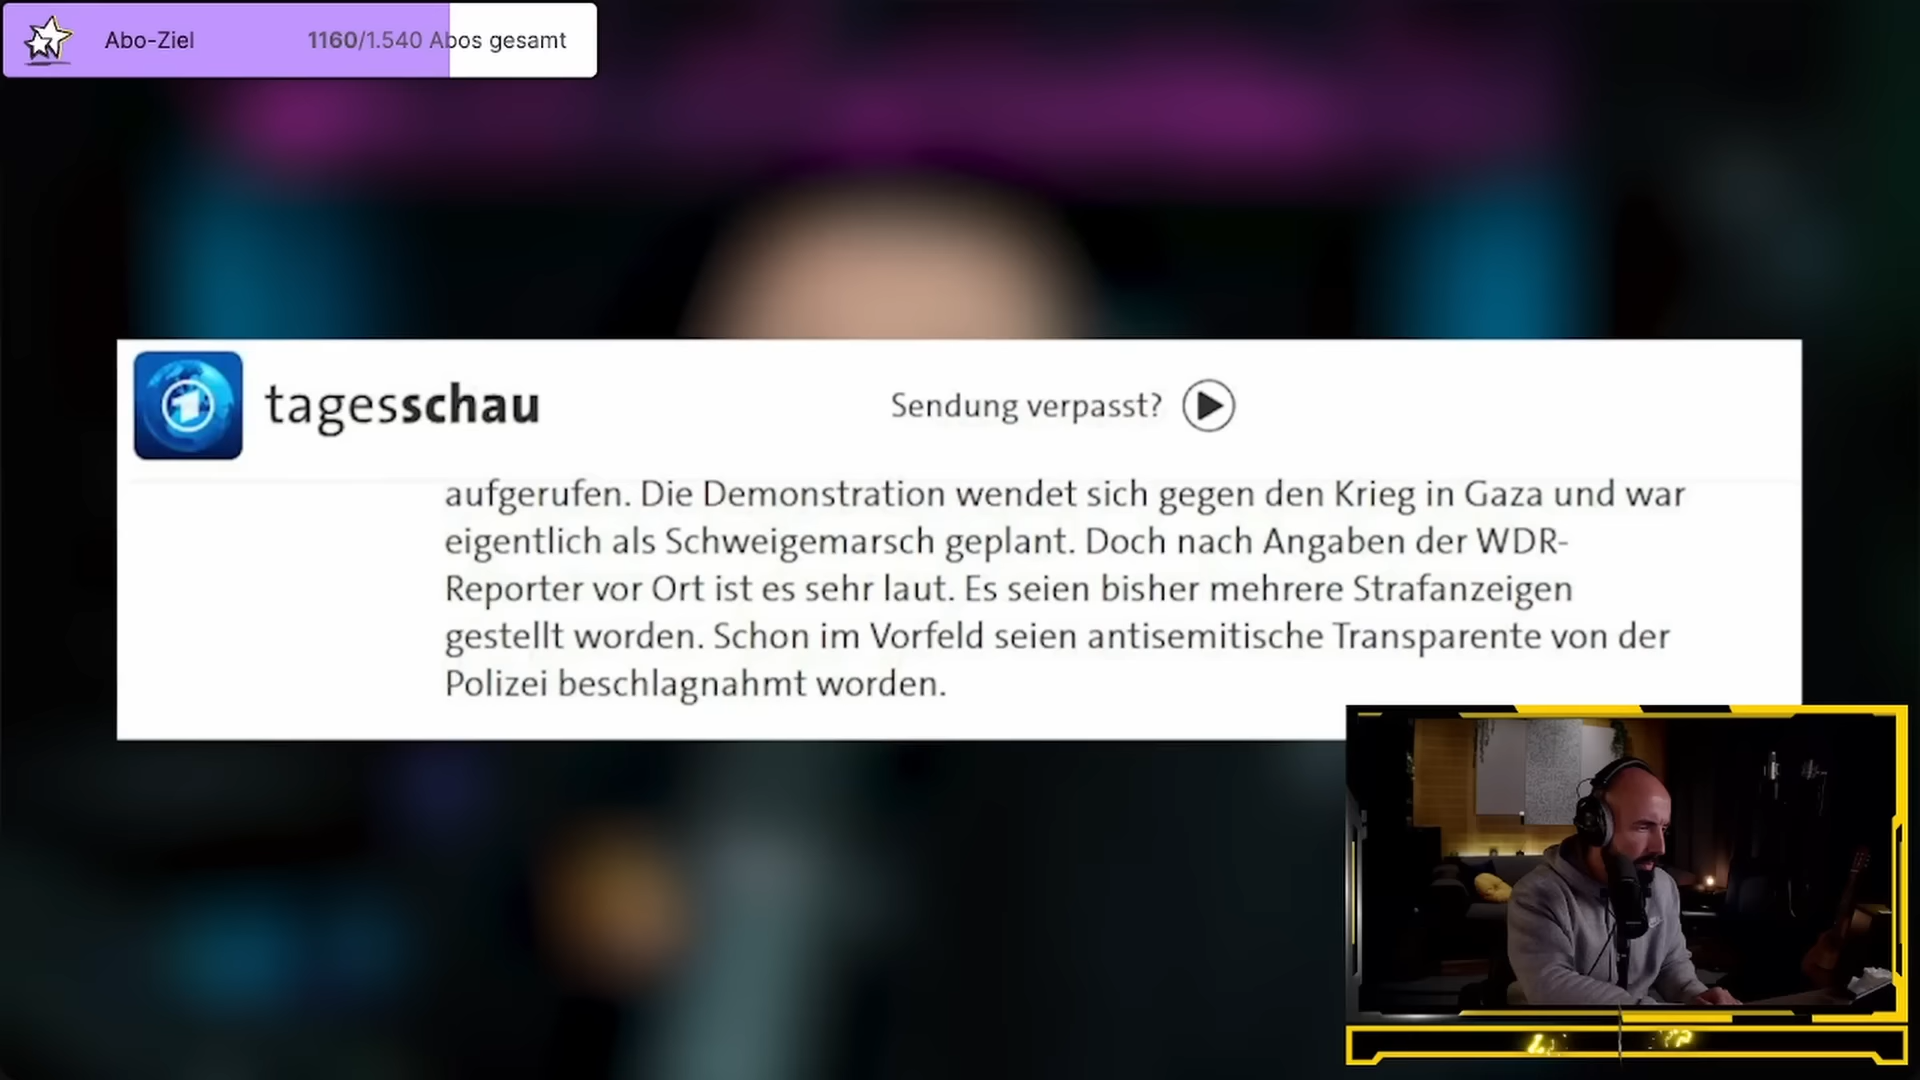 Abo-Ziel 1160/1.540 Abos gesamt
tagesschau Sendung verpasst?
aufgerufen. Die Demonstration wendet sich gegen den Krieg in Gaza und war
eigentlich als Schweigemarsch geplant. Doch nach Angaben der WDR-
Reporter vor Ort ist es sehr laut. Es seien bisher mehrere Strafanzeigen
gestellt worden. Schon im Vorfeld seien antisemitische Transparente von der
Polizei beschlagnahmt worden.